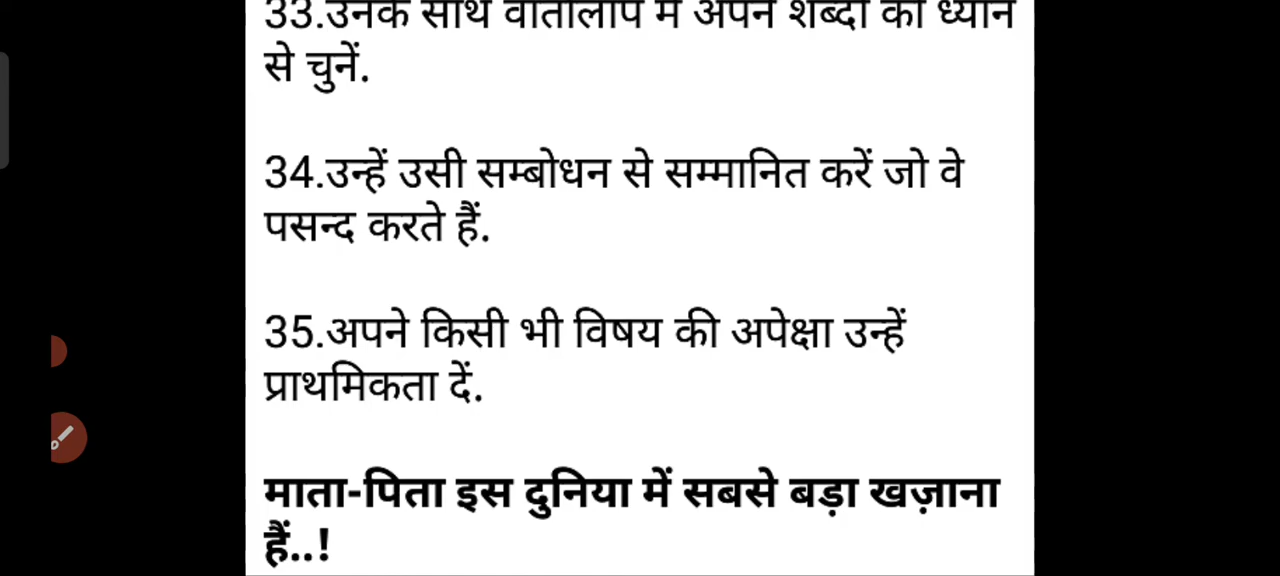 33.उनके साथ वार्तालाप में अपने शब्दों को ध्यान
से चुनें.
34.उन्हें उसी सम्बोधन से सम्मानित करें जो वे
पसन्द करते हैं.
35.अपने किसी भी विषय की अपेक्षा उन्हें
प्राथमिकता दें.
माता-पिता इस दुनिया में सबसे बड़ा खज़ाना
हैं..!